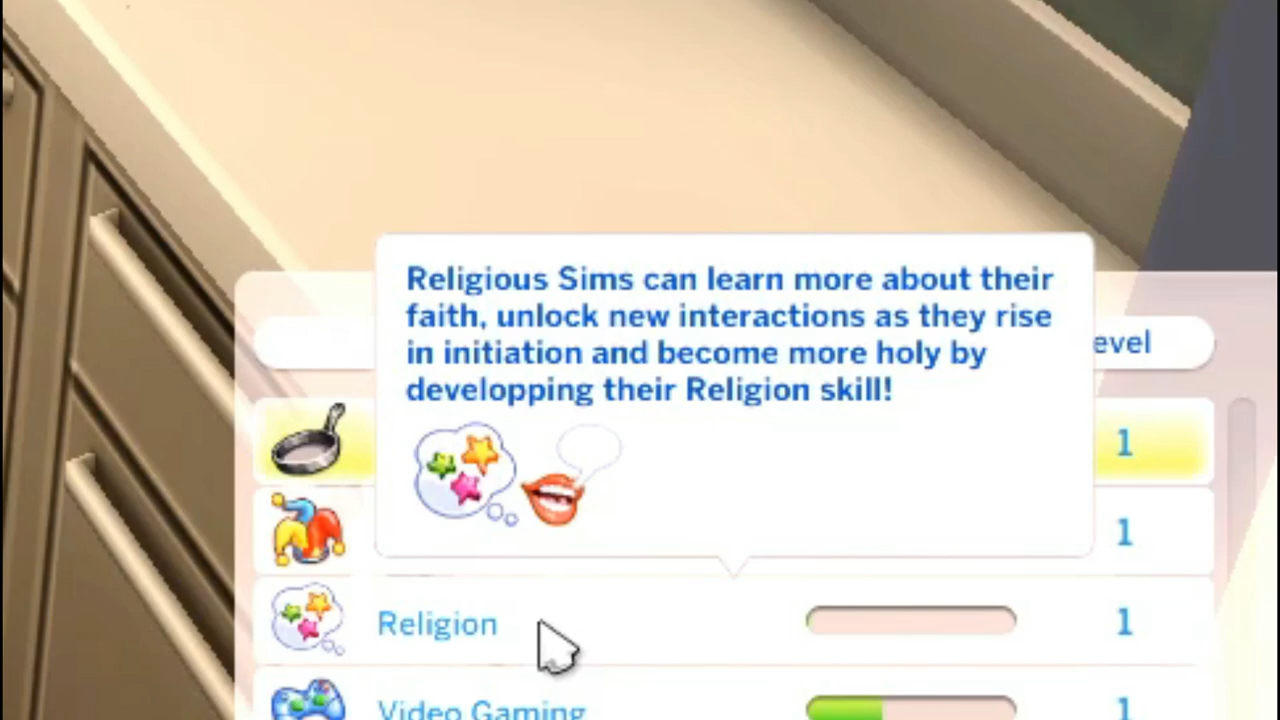 Religious Sims can learn more about their
faith, unlock new interactions as they rise
in initiation and become more holy by
developping their Religion skill!
evel
1
1
Religion 1
Video Gaming 1